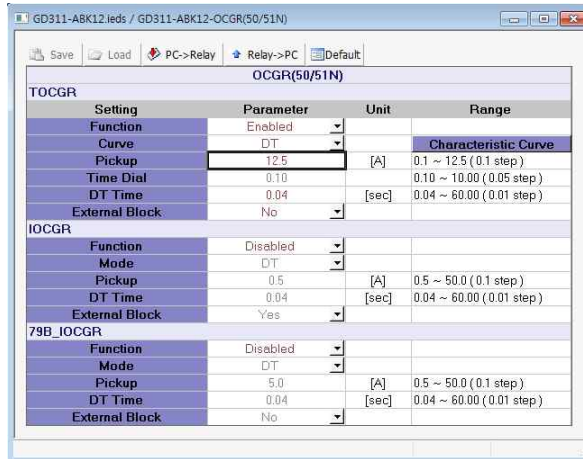 GD311-ABK12.ieds / GD311-ABK12-OCGR(50/51N)
Save Load PC->Relay Relay->PC Default
OCGR(50/51N)
TOCGR
Setting Parameter Unit Range
Function Enabled
Curve DT Characteristic Curve
Pickup 12.5 [A] 0.1 ~ 12.5 ( 0.1 step )
Time Dial 0.10 0.10 ~ 10.00 ( 0.05 step )
DT Time 0.04 [sec] 0.04 ~ 60.00 ( 0.01 step )
External Block No
IOCGR
Function Disabled
Mode DT
Pickup 0.5 [A] 0.5 ~ 50.0 ( 0.1 step )
DT Time 0.04 [sec] 0.04 ~ 60.00 ( 0.01 step )
External Block Yes
79B_IOCGR
Function Disabled
Mode DT
Pickup 5.0 [A] 0.5 ~ 50.0 ( 0.1 step )
DT Time 0.04 [sec] 0.04 ~ 60.00 ( 0.01 step )
External Block No